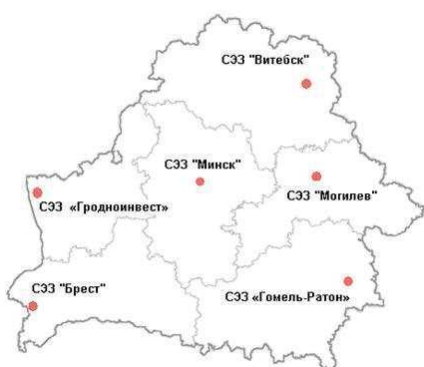 СЭЗ "Витебск"
СЭЗ "Минск"
СЭЗ "Могилев"
СЭЗ «Гродноинвест»
СЭЗ "Брест"
СЭЗ «Гомель-Ратон»